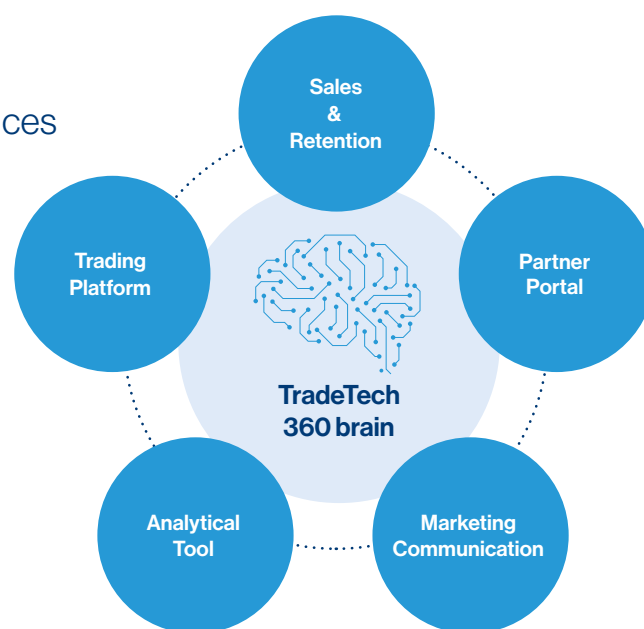 ces
Sales
&
Retention
Trading
Platform
Partner
Portal
TradeTech
360 brain
Analytical
Tool
Marketing
Communication